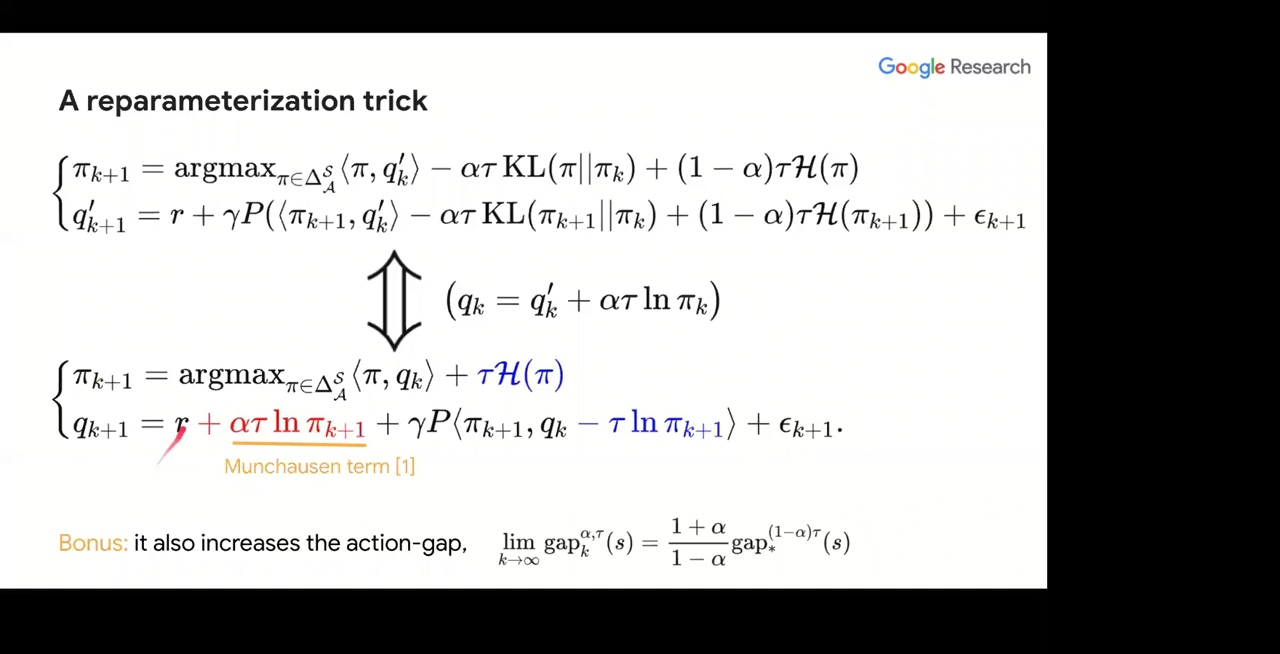 Google Research
A reparameterization trick
π_{k+1} = argmax_{π∈Δ_𝒜^𝒮}⟨π, q′_k⟩ − ατ KL(π||π_k) + (1 − α)τℋ(π)
q′_{k+1} = r + γP(⟨π_{k+1}, q′_k⟩ − ατ KL(π_{k+1}||π_k) + (1 − α)τℋ(π_{k+1})) + ϵ_{k+1}
(q_k = q′_k + ατ ln π_k)
π_{k+1} = argmax_{π∈Δ_𝒜^𝒮}⟨π, q_k⟩ + τℋ(π)
q_{k+1} = r + ατ ln π_{k+1} + γP⟨π_{k+1}, q_k − τ ln π_{k+1}⟩ + ϵ_{k+1}.
Munchausen term [1]
Bonus: it also increases the action-gap, lim_{k→∞} gap_k^{α,τ}(s) = \frac{1 + α}{1 − α} gap_*^{(1−α)τ}(s)